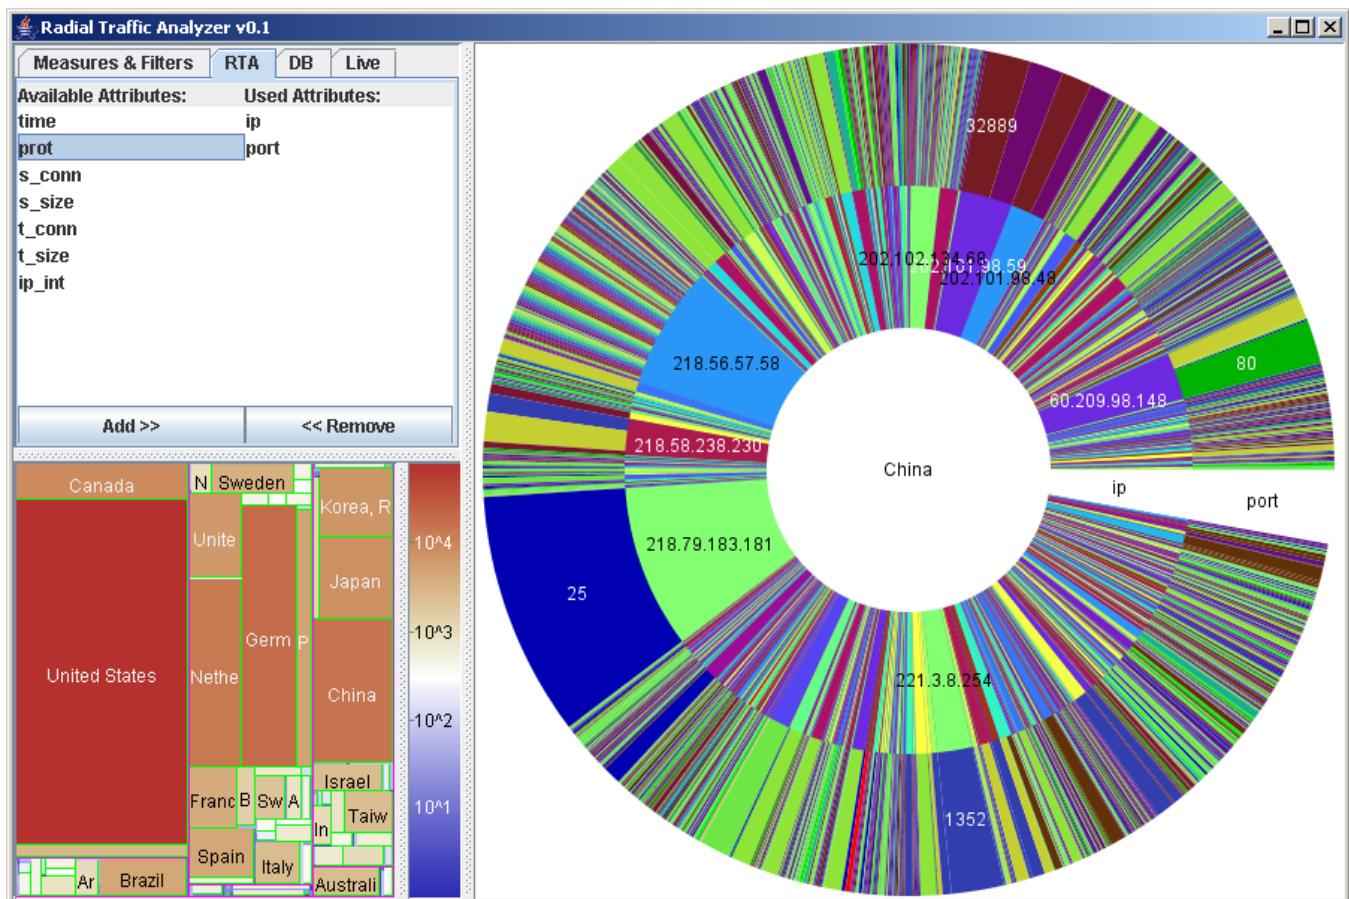 Radial Traffic Analyzer v0.1
Measures & Filters RTA DB Live
Available Attributes: Used Attributes:
time ip
prot port
s_conn
s_size
t_conn
t_size
ip_int
Add >> << Remove
Canada
N Sweden
Korea, R
Unite
10^4
Japan
United States
Nethe
Germ
P
10^3
China
10^2
Israel
Franc
B
Sw
A
Taiw
In
10^1
Spain
Italy
Ar
Brazil
Australi
32889
202.102.134.68
202.101.98.59
202.101.98.48
218.56.57.58
80
60.209.98.148
218.58.238.230
China
ip
port
218.79.183.181
25
221.3.8.254
1352